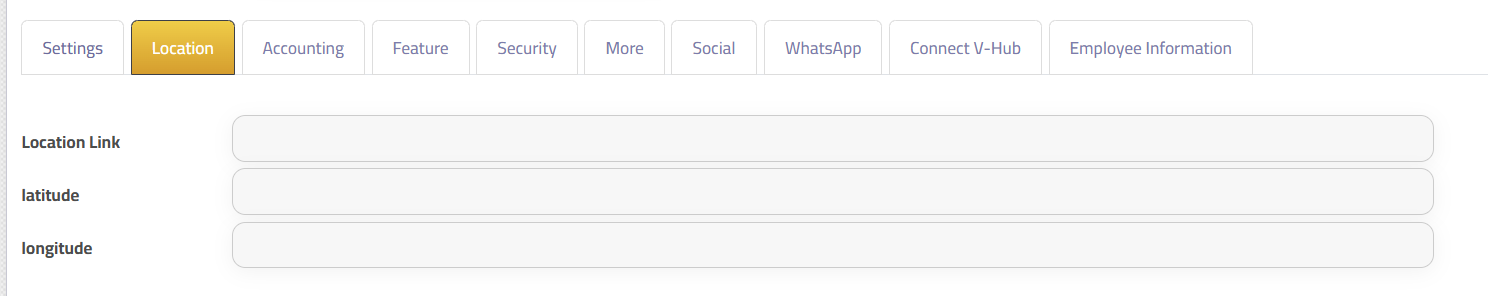 Settings Location Accounting Feature Security More Social WhatsApp Connect V-Hub Employee Information
Location Link
latitude
longitude